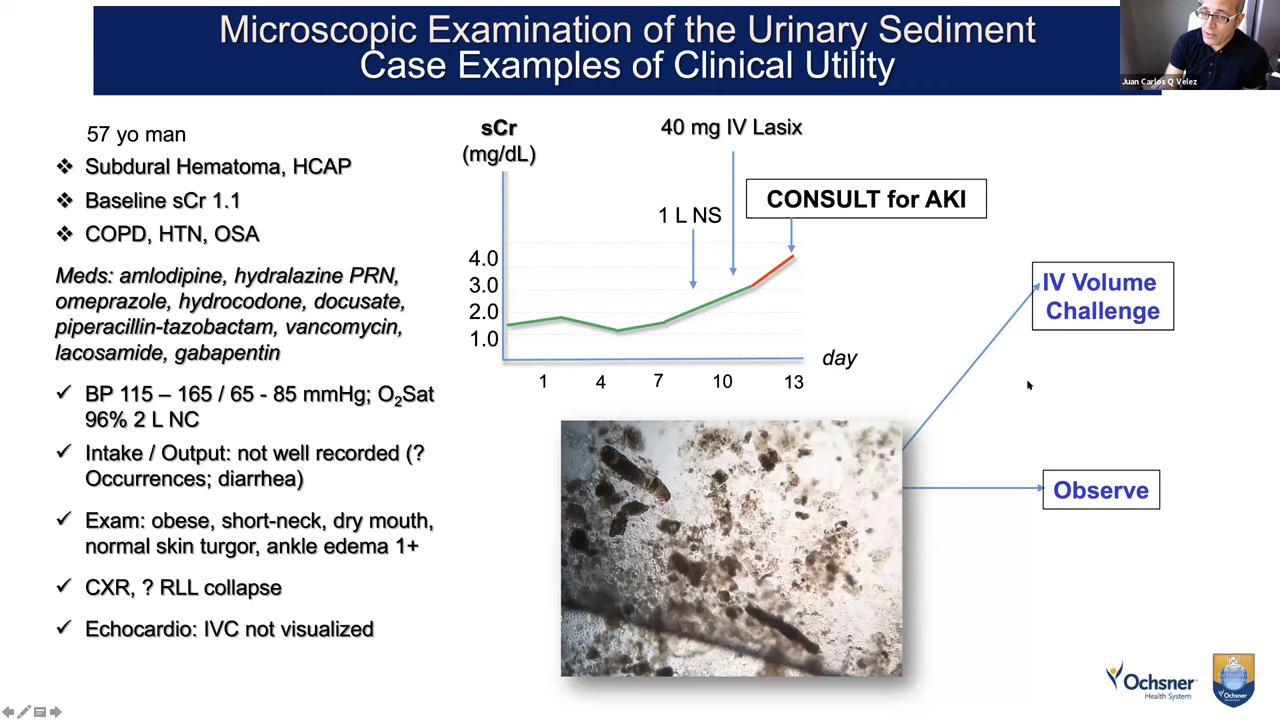 Microscopic Examination of the Urinary Sediment
Case Examples of Clinical Utility
Juan Carlos Q Velez
57 yo man
❖ Subdural Hematoma, HCAP
❖ Baseline sCr 1.1
❖ COPD, HTN, OSA
Meds: amlodipine, hydralazine PRN,
omeprazole, hydrocodone, docusate,
piperacillin-tazobactam, vancomycin,
lacosamide, gabapentin
✓ BP 115 – 165 / 65 - 85 mmHg; O2Sat
96% 2 L NC
✓ Intake / Output: not well recorded (?
Occurrences; diarrhea)
✓ Exam: obese, short-neck, dry mouth,
normal skin turgor, ankle edema 1+
✓ CXR, ? RLL collapse
✓ Echocardio: IVC not visualized
sCr
(mg/dL)
40 mg IV Lasix
1 L NS
CONSULT for AKI
4.0
3.0
2.0
1.0
day
1 4 7 10 13
IV Volume
Challenge
Observe
Ochsner
Health System
Ochsner